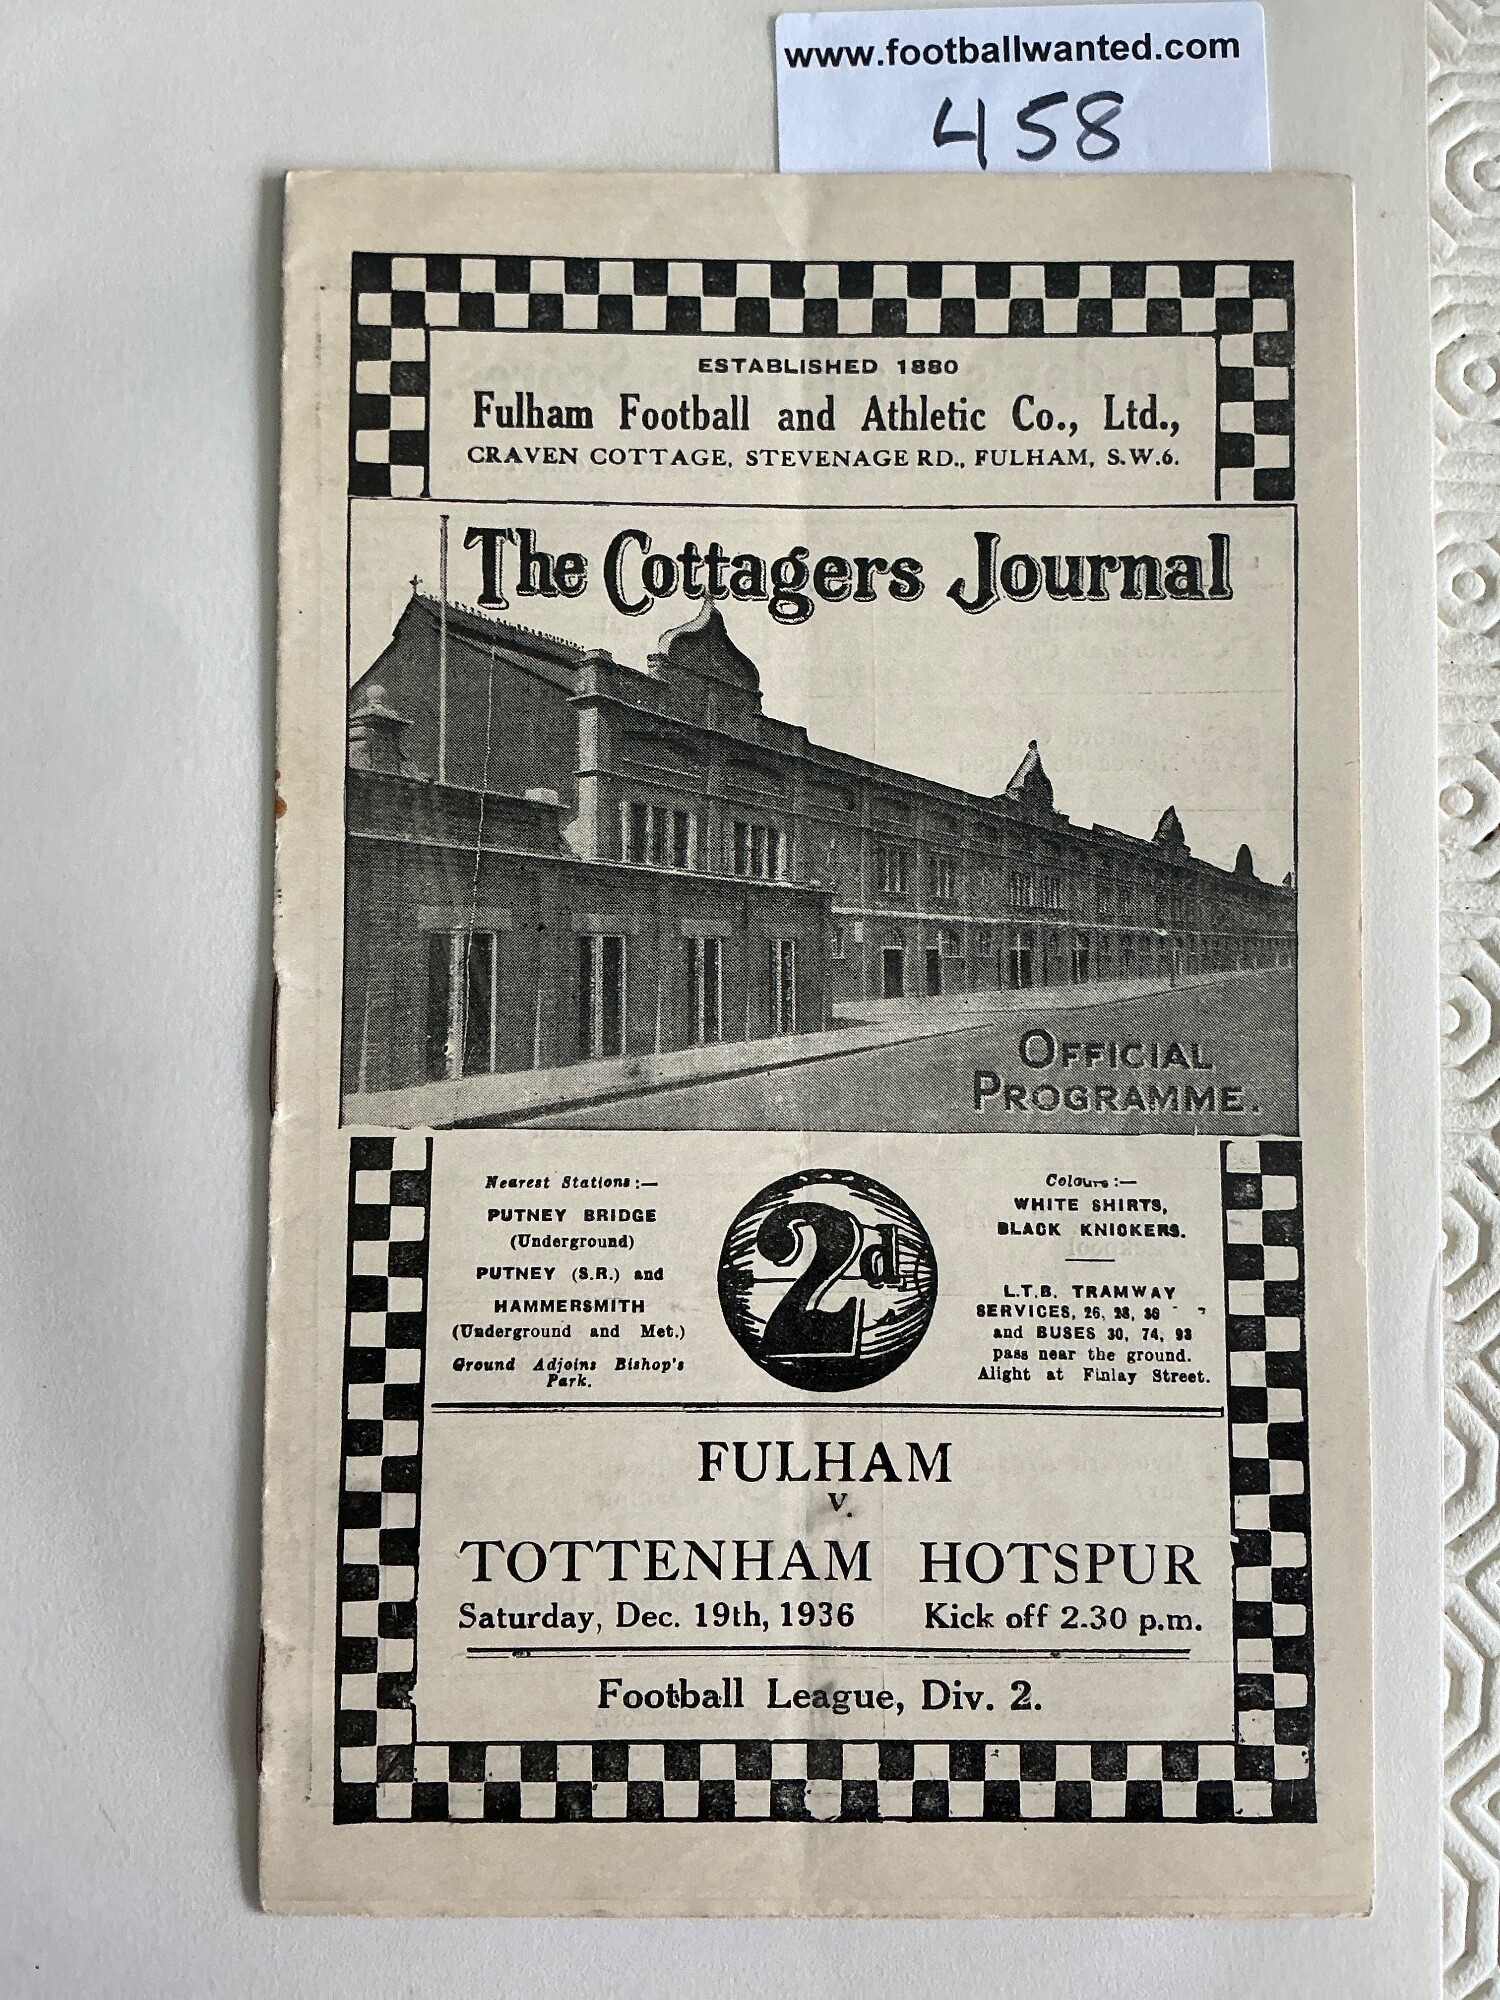 www.footballwanted.com
458
ESTABLISHED 1880
Fulham Football and Athletic Co., Ltd.,
CRAVEN COTTAGE, STEVENAGE RD., FULHAM, S.W.6.
The Cottagers Journal
OFFICIAL
PROGRAMME.
Nearest Stations:—
PUTNEY BRIDGE
(Underground)
PUTNEY (S.R.) and
HAMMERSMITH
(Underground and Met.)
Ground Adjoins Bishop's
Park.
2d
Colours:—
WHITE SHIRTS,
BLACK KNICKERS.
L.T.B. TRAMWAY
SERVICES, 26, 28,
and BUSES 30, 74, 93
pass near the ground.
Alight at Finlay Street.
FULHAM
v.
TOTTENHAM HOTSPUR
Saturday, Dec. 19th, 1936 Kick off 2.30 p.m.
Football League, Div. 2.